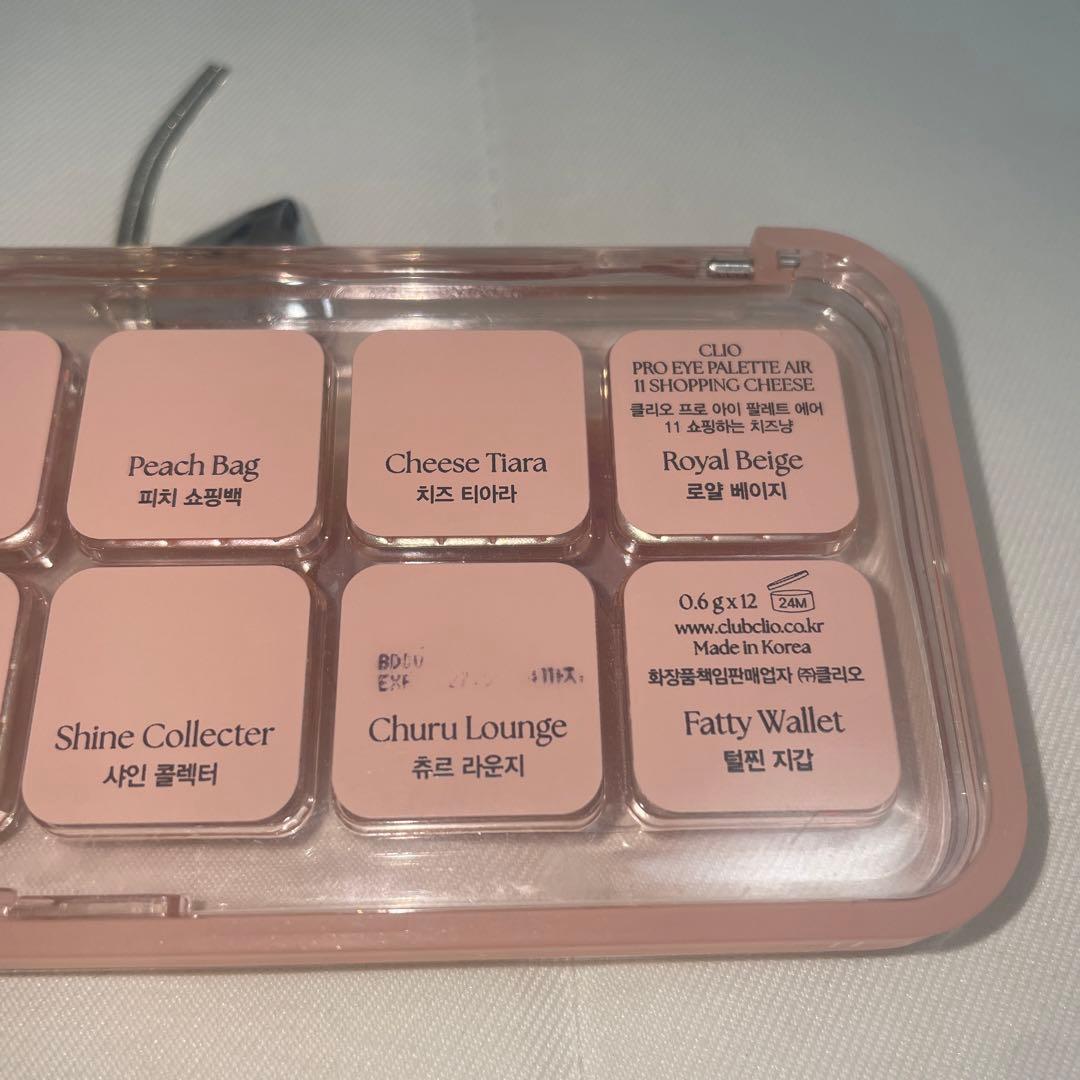 Peach Bag
피치 쇼핑백
Cheese Tiara
치즈 티아라
CLIO
PRO EYE PALETTE AIR
11 SHOPPING CHEESE
클리오 프로 아이 팔레트 에어
11 쇼핑하는 치즈냥
Royal Beige
로얄 베이지
Shine Collecter
샤인 콜렉터
EXP
Churu Lounge
츄르 라운지
0.6 g x 12 24M
www.clubclio.co.kr
Made in Korea
화장품책임판매업자 ㈜클리오
Fatty Wallet
털찐 지갑